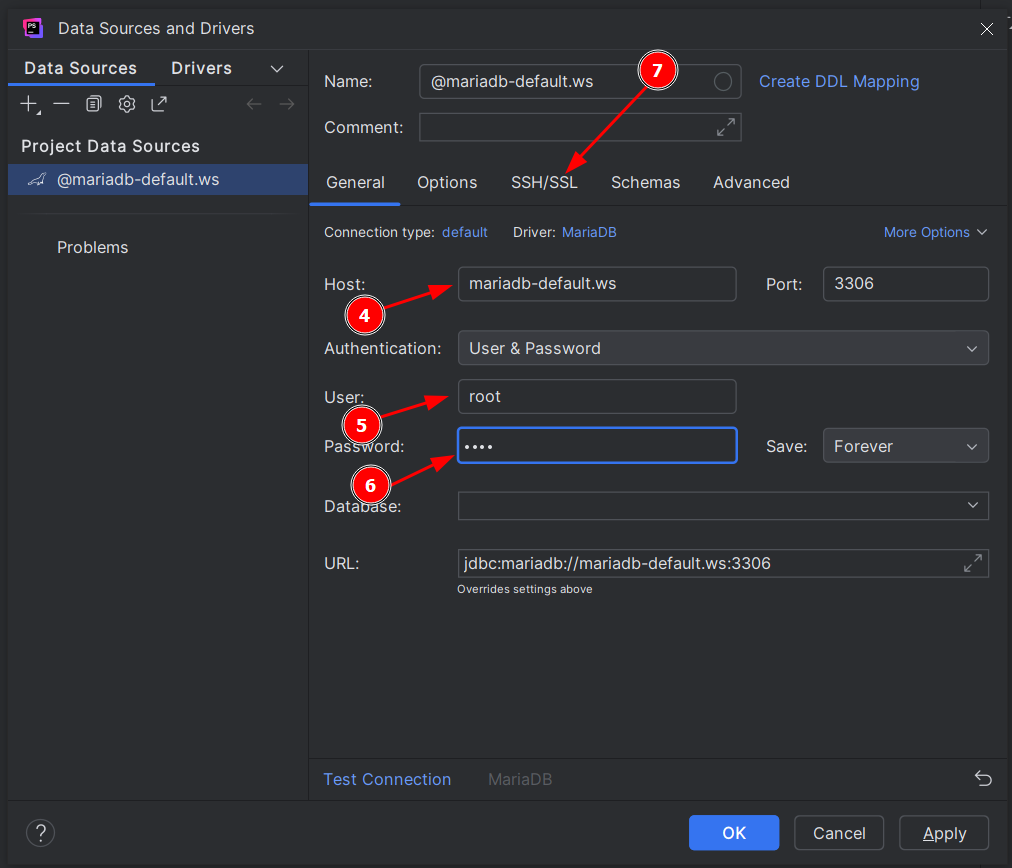 PS
Data Sources and Drivers
Data Sources Drivers
Project Data Sources
@mariadb-default.ws
Problems
Name: @mariadb-default.ws 7 Create DDL Mapping
Comment:
General Options SSH/SSL Schemas Advanced
Connection type: default Driver: MariaDB More Options
Host: mariadb-default.ws Port: 3306
4
Authentication: User & Password
User: root
5
Password: •••• Save: Forever
6
Database:
URL: jdbc:mariadb://mariadb-default.ws:3306
Overrides settings above
Test Connection MariaDB
? OK Cancel Apply